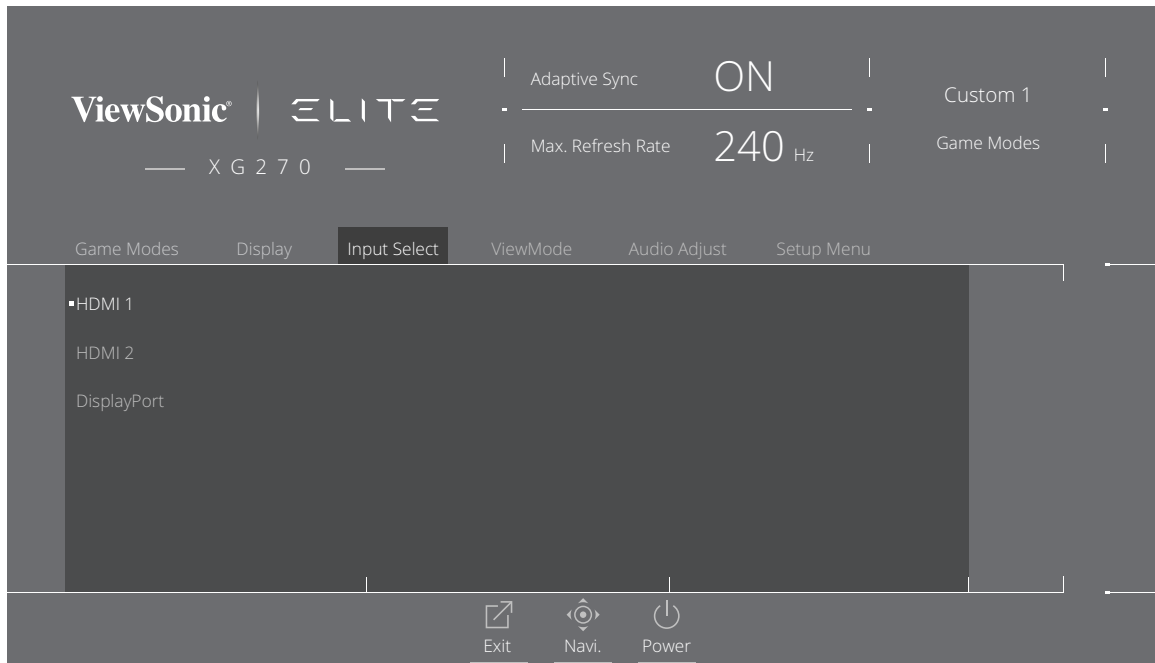 ViewSonic® ELITE
XG270
Adaptive Sync ON
Max. Refresh Rate 240 Hz
Custom 1
Game Modes
Game Modes Display Input Select ViewMode Audio Adjust Setup Menu
HDMI 1
HDMI 2
DisplayPort
Exit Navi. Power